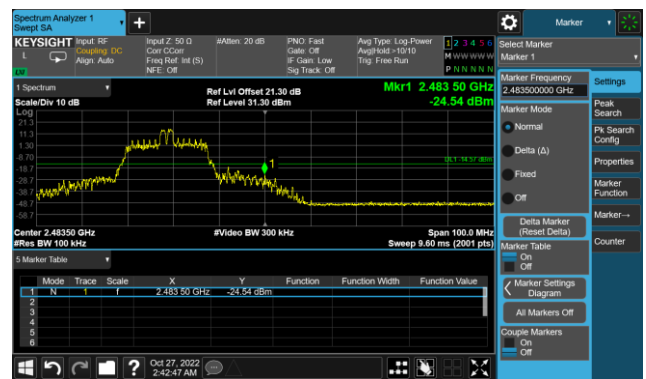 Spectrum Analyzer 1
Swept SA
+
Marker
KEYSIGHT
L
Input: RF
Coupling: DC
Align: Auto
Input Z: 50 Ω
Corr CCorr
Freq Ref: Int (S)
NFE: Off
#Atten: 20 dB
PNO: Fast
Gate: Off
IF Gain: Low
Sig Track: Off
Avg Type: Log-Power
Avg|Hold:>10/10
Trig: Free Run
1 2 3 4 5 6
M W W W W W
P N N N N N
Select Marker
Marker 1
1 Spectrum
Scale/Div 10 dB
Log
Ref Lvl Offset 21.30 dB
Ref Level 31.30 dBm
Mkr1 2.483 50 GHz
-24.54 dBm
21.3
11.3
1.30
-8.70
-18.7
-28.7
-38.7
-48.7
-58.7
1
DL1 -14.57 dBm
Center 2.48350 GHz
#Res BW 100 kHz
#Video BW 300 kHz
Span 100.0 MHz
Sweep 9.60 ms (2001 pts)
5 Marker Table
Mode Trace Scale X Y Function Function Width Function Value
1 N 1 f 2.483 50 GHz -24.54 dBm
2
3
4
5
6
Marker Frequency
2.483500000 GHz
Marker Mode
Normal
Delta (Δ)
Fixed
Off
Delta Marker
(Reset Delta)
Marker Table
On
Off
Marker Settings
Diagram
All Markers Off
Couple Markers
On
Off
Settings
Peak
Search
Pk Search
Config
Properties
Marker
Function
Marker→
Counter
?
Oct 27, 2022
2:42:47 AM